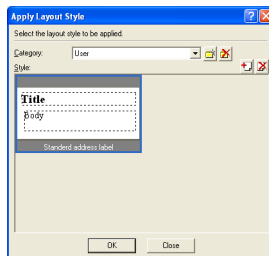 Apply Layout Style
Select the layout style to be applied.
Category: User
Style:
Title
Body
Standerd address label
OK Close